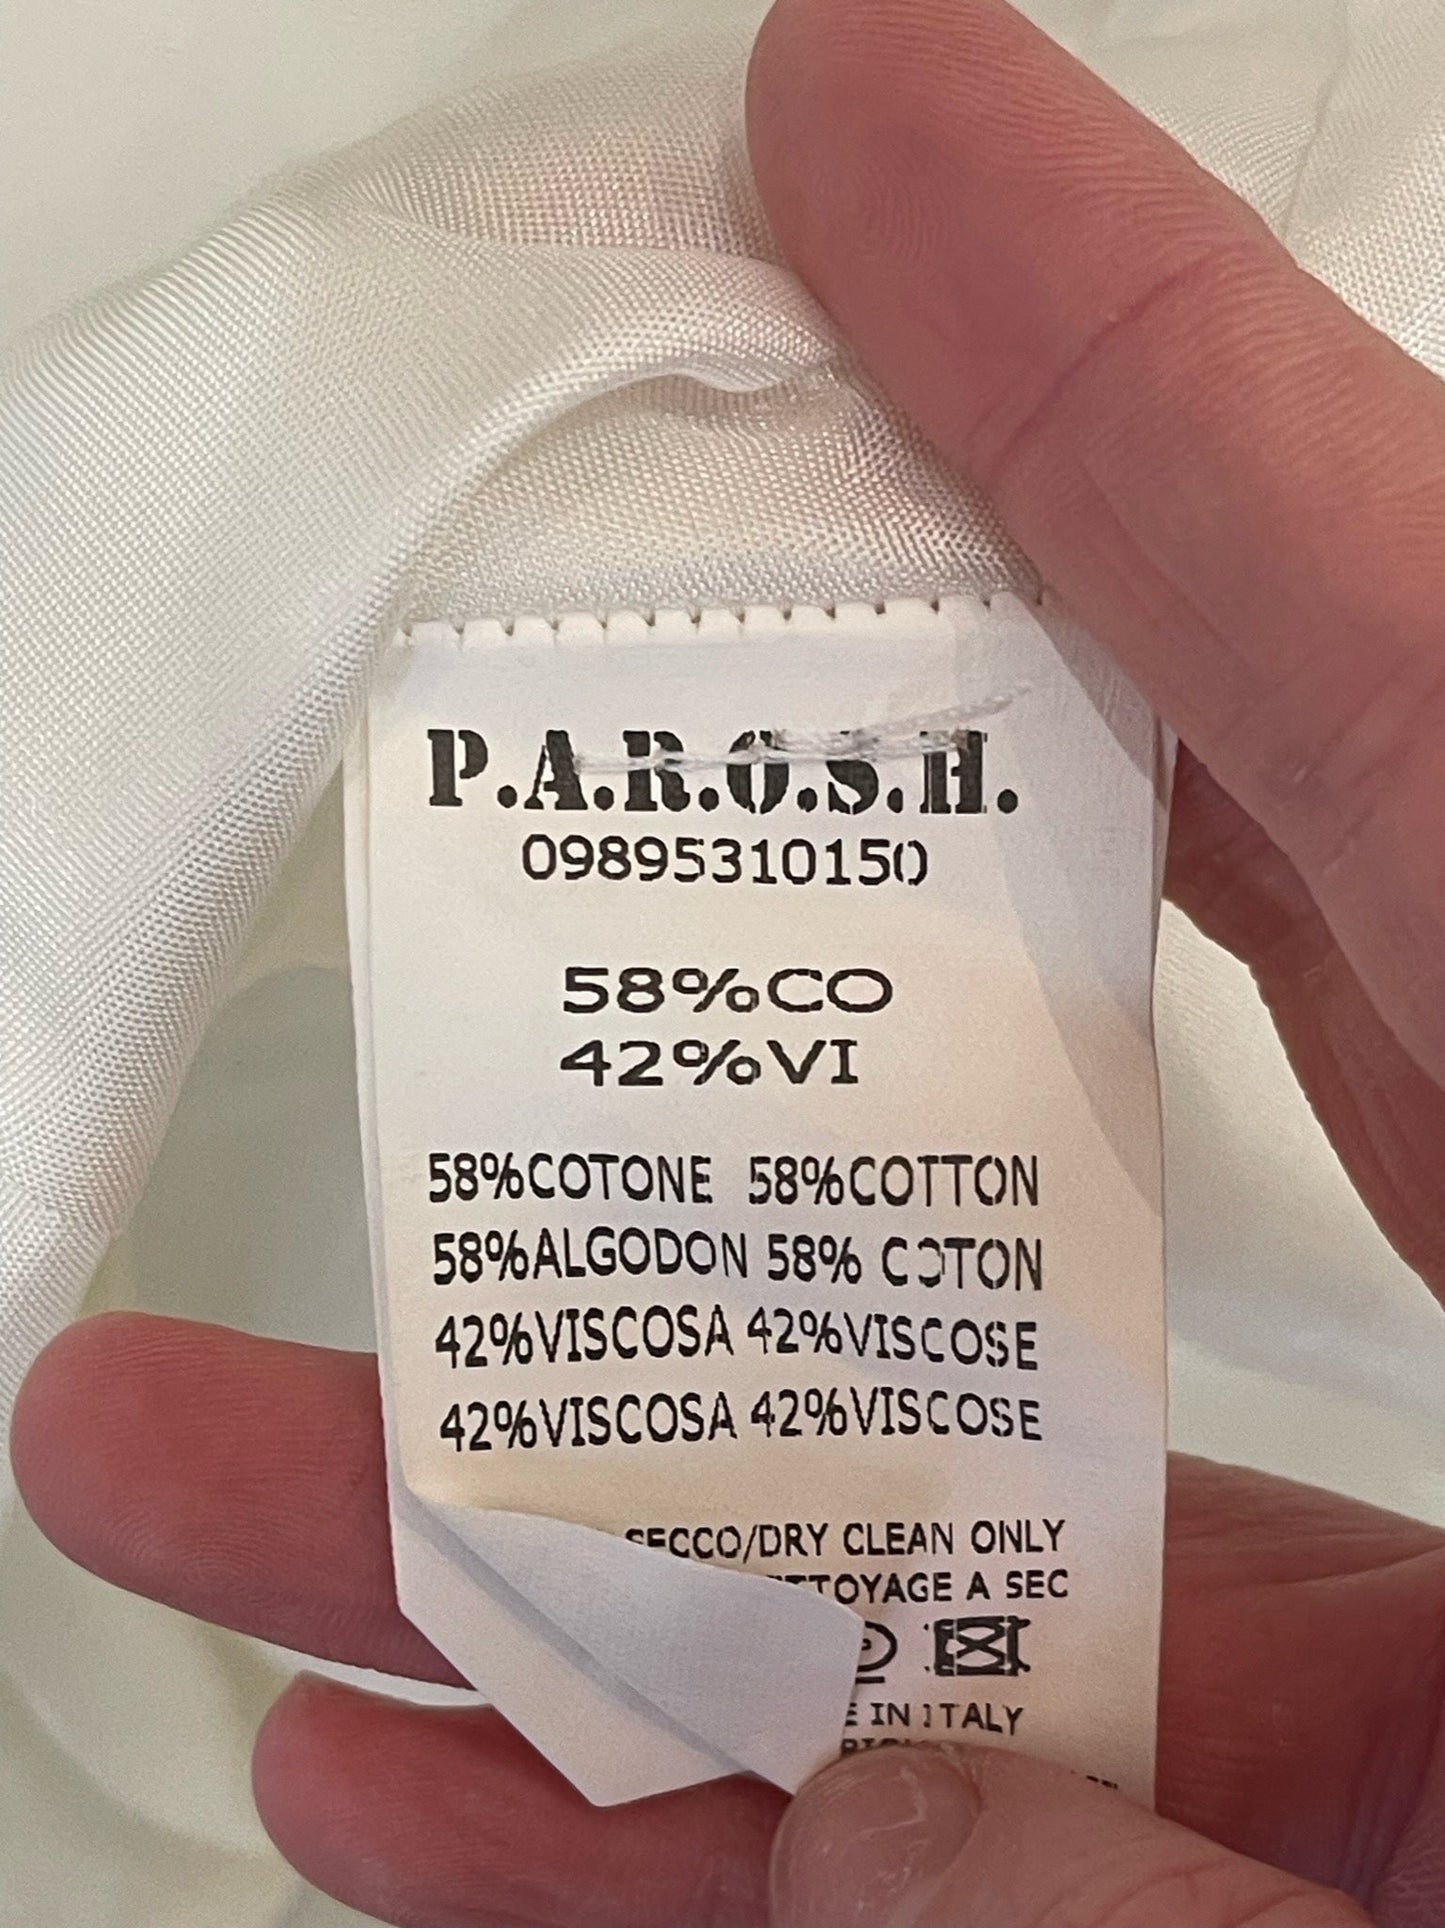 P.A.R.O.S.H.
09895310150
58%CO
42%VI
58%COTONE 58%COTTON
58%ALGODON 58% COTON
42%VISCOSA 42%VISCOSE
42%VISCOSA 42%VISCOSE
SECCO/DRY CLEAN ONLY
A SEC
IN ITALY